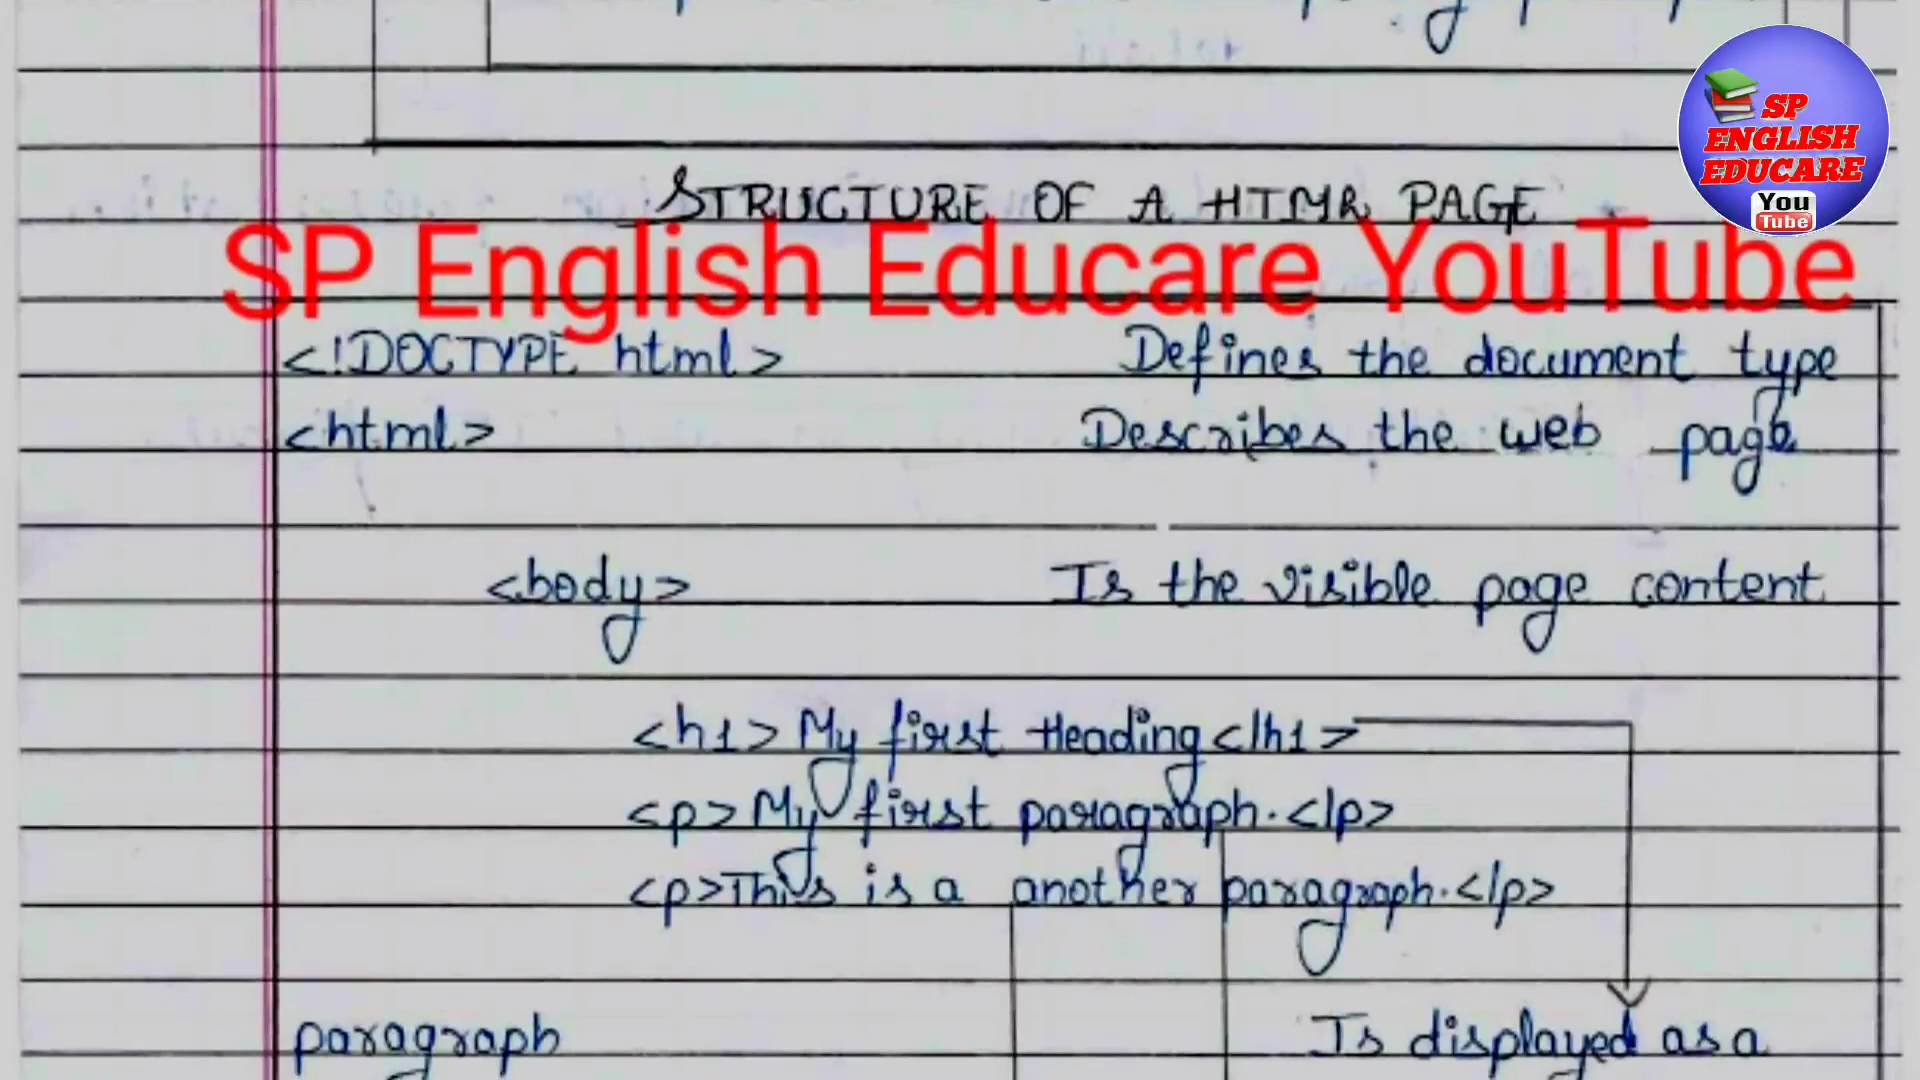 SP
ENGLISH
EDUCARE
You
Tube
STRUCTURE OF A HTML PAGE
SP English Educare YouTube
<!DOCTYPE html> Defines the document type
<html> Describes the web page
<body> Is the visible page content
<h1> My first Heading </h1>
<p> My first paragraph. </p>
<p> This is a another paragraph. </p>
paragraph Is displayed as a